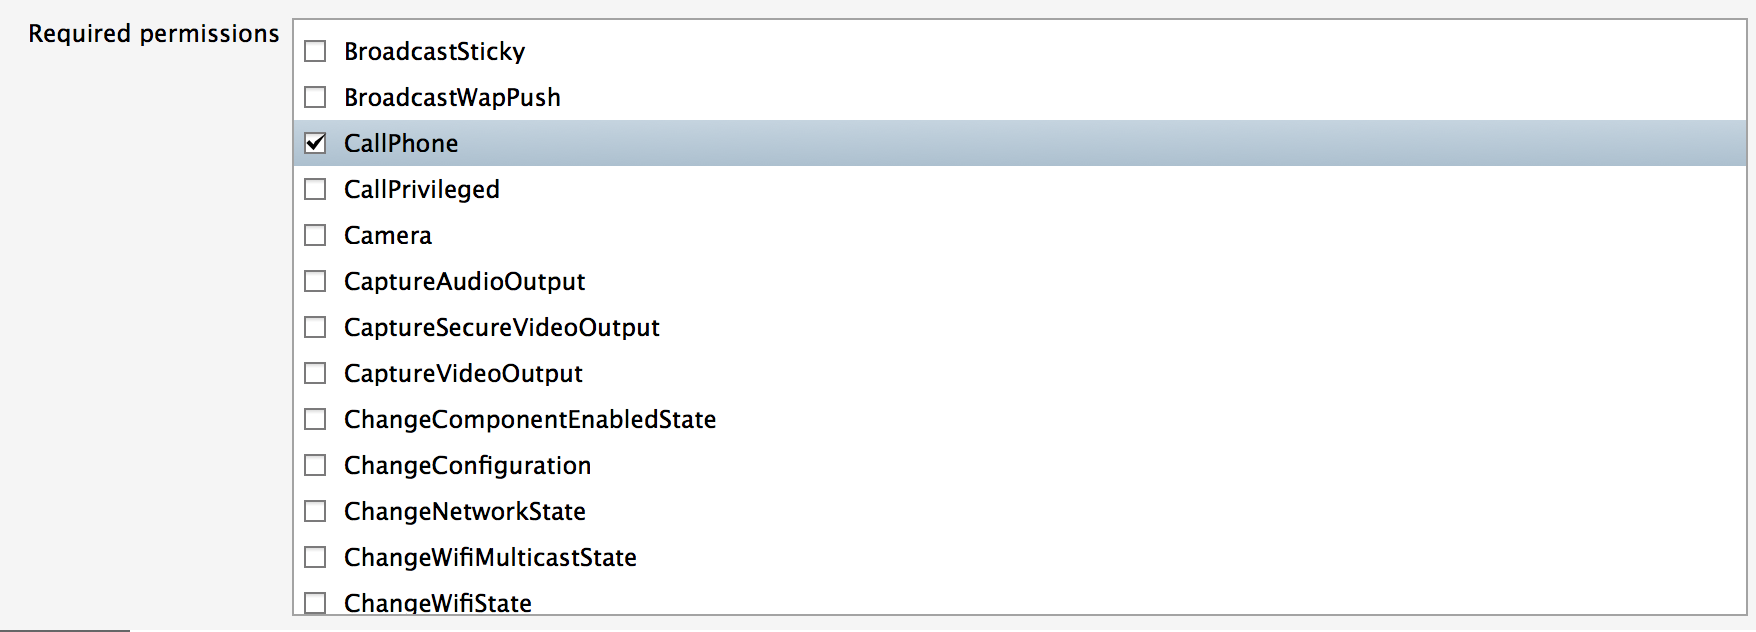 Required permissions
BroadcastSticky
BroadcastWapPush
CallPhone
CallPrivileged
Camera
CaptureAudioOutput
CaptureSecureVideoOutput
CaptureVideoOutput
ChangeComponentEnabledState
ChangeConfiguration
ChangeNetworkState
ChangeWifiMulticastState
ChangeWifiState